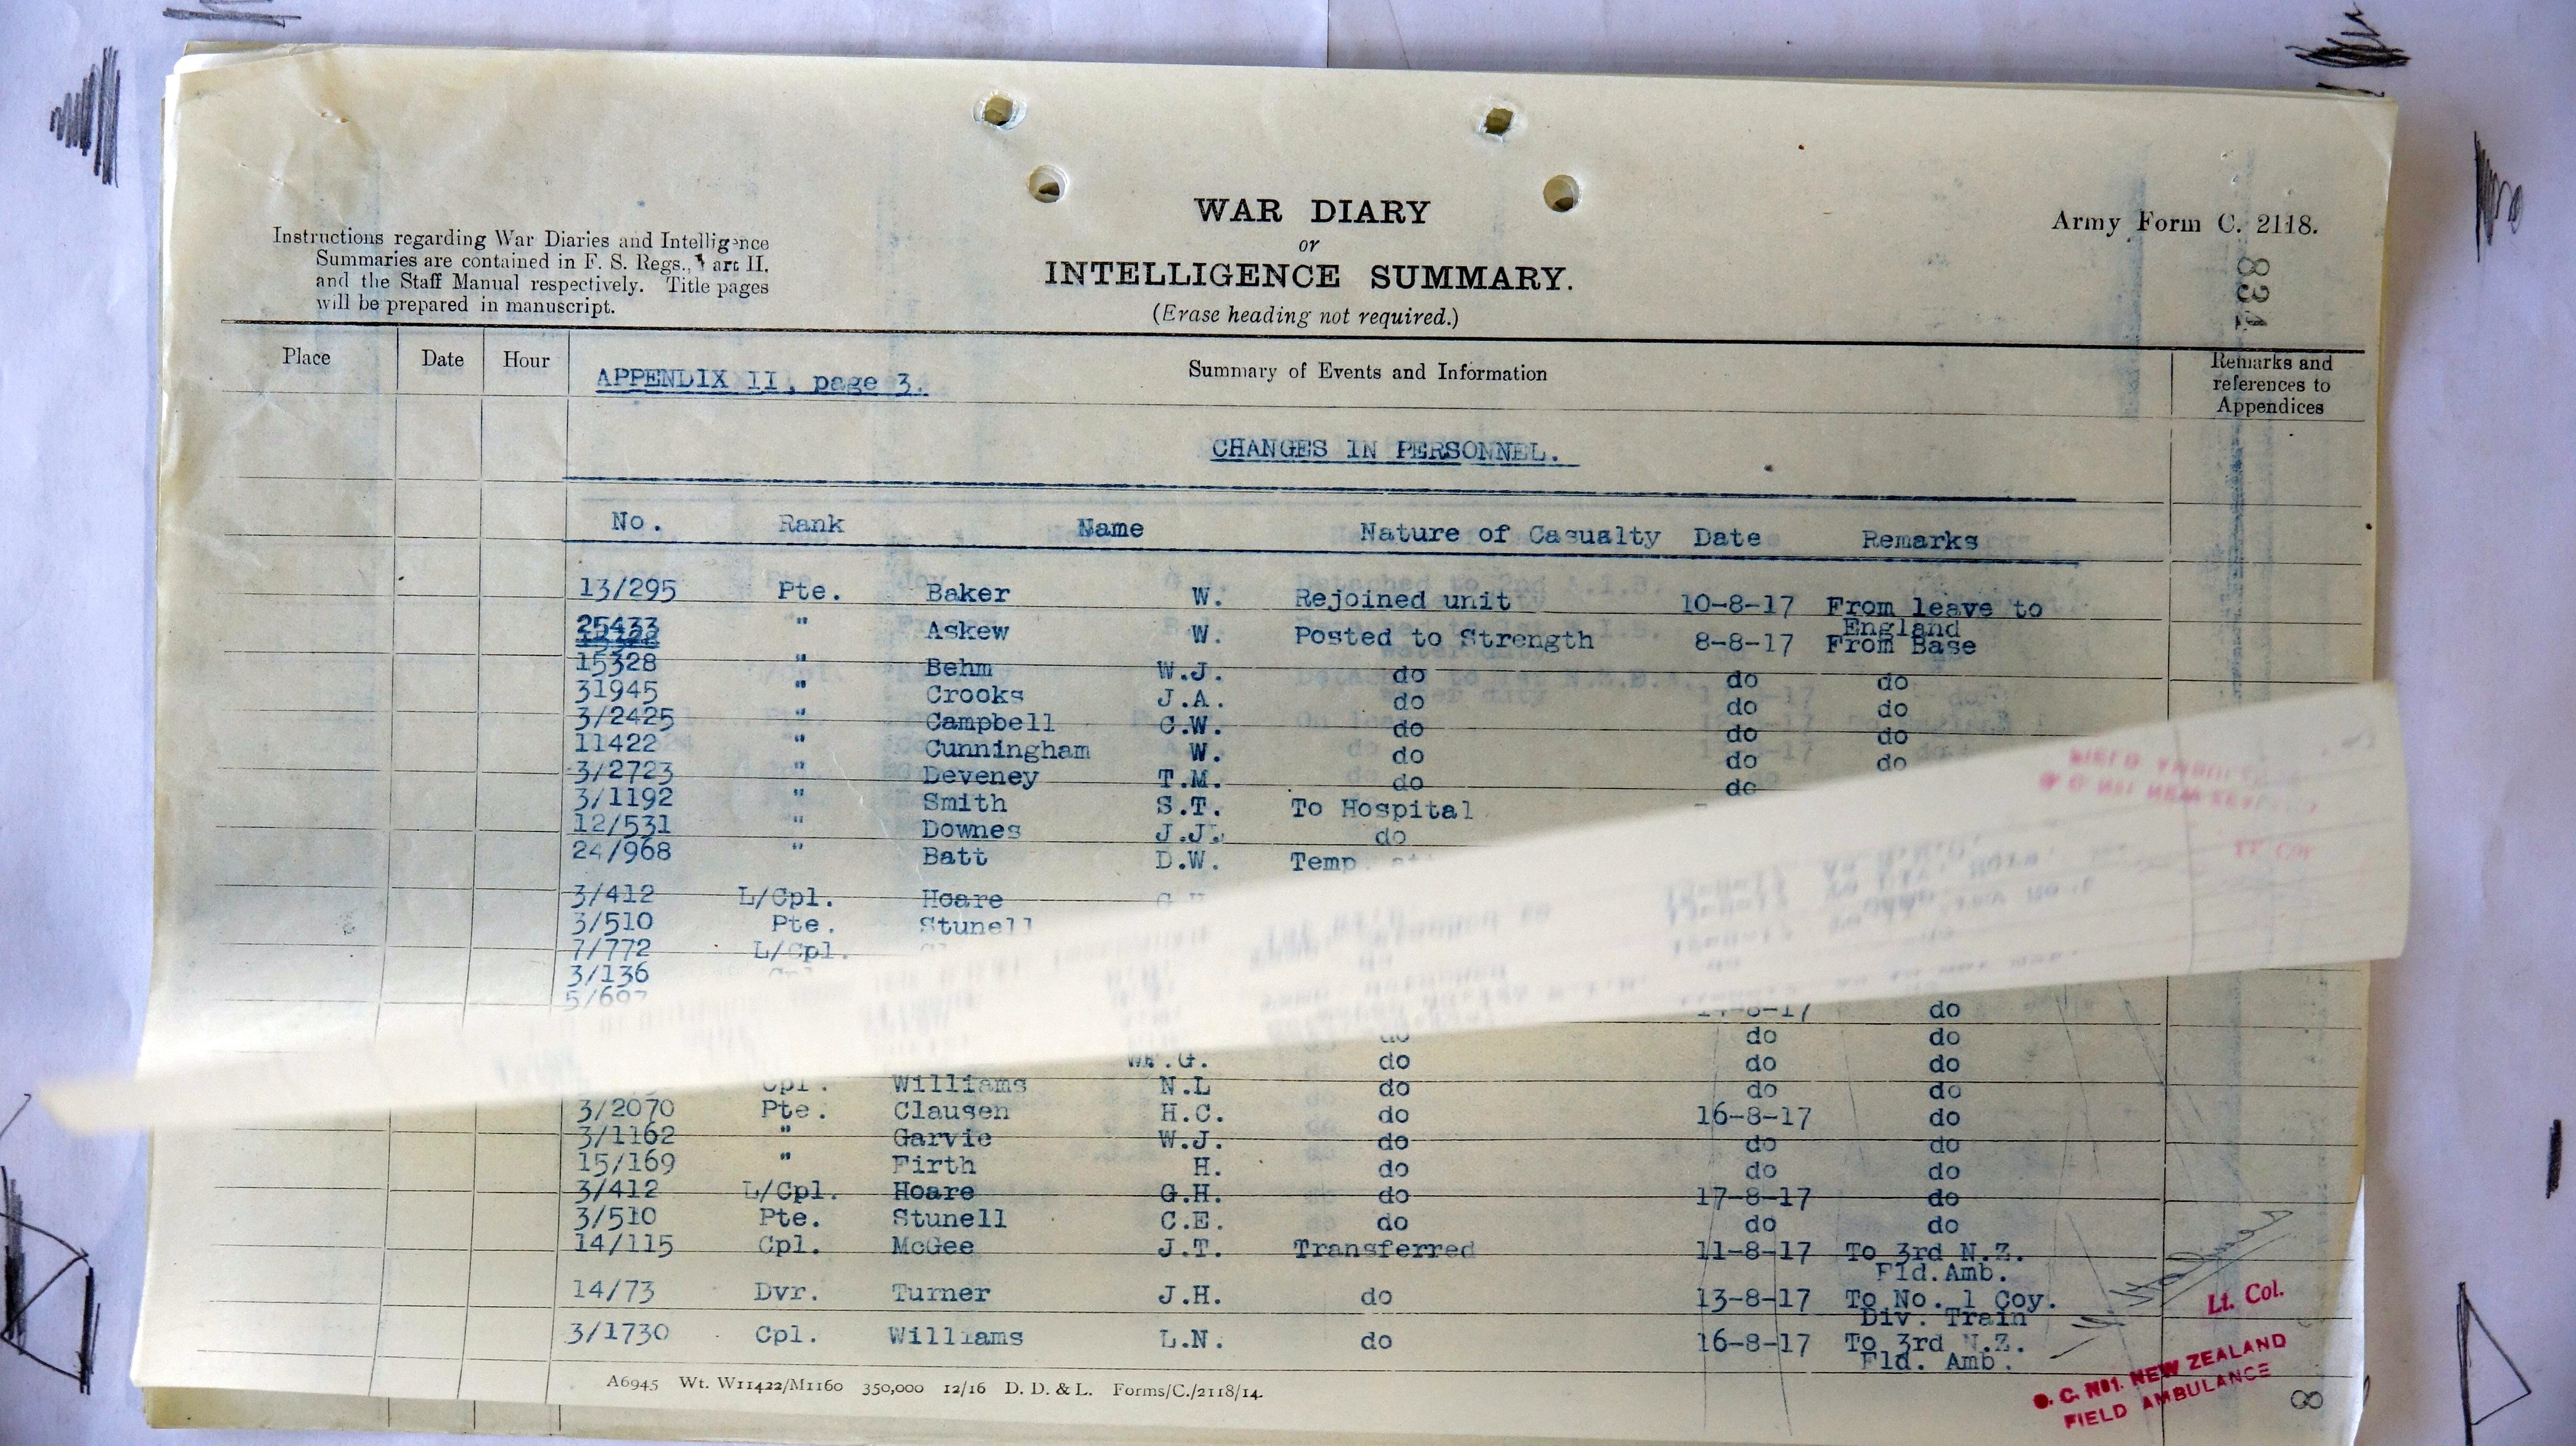 WAR DIARY
or
INTELLIGENCE SUMMARY.
(Erase heading not required.)
Army Form C. 2118.
Instructions regarding War Diaries and Intelligence
Summaries are contained in F. S. Regs., Part II.
and the Staff Manual respectively. Title pages
will be prepared in manuscript.
831
Place Date Hour Summary of Events and Information Remarks and references to Appendices
APPENDIX II, page 3.
CHANGES IN PERSONNEL.
No. Rank Name Nature of Casualty Date Remarks
13/295 Pte. Baker W. Rejoined unit 10-8-17 From leave to England
25433 " Askew W. Posted to Strength 8-8-17 From Base
15328 " Behm W.J. do do do
31945 " Crooks J.A. do do do
3/2425 " Campbell C.W. do do do
11422 " Cunningham W. do do do
3/2723 " Deveney T.M. do do
3/1192 " Smith S.T. To Hospital
12/531 " Downes J.J. do
24/968 " Batt D.W. Temp.
3/412 L/Cpl. Hoare
3/510 Pte. Stunell
7/772 L/Cpl.
3/136
do
do do
G. do do do
Cpl. Williams N.L do do do
3/2070 Pte. Clausen H.C. do 16-8-17 do
3/1162 " Garvie W.J. do do do
15/169 " Firth H. do do do
3/412 L/Cpl. Hoare G.H. do 17-8-17 do
3/510 Pte. Stunell C.E. do do do
14/115 Cpl. McGee J.T. Transferred 11-8-17 To 3rd N.Z. Fld.Amb.
14/73 Dvr. Turner J.H. do 13-8-17 To No. 1 Coy. Div. Train
3/1730 Cpl. Williams L.N. do 16-8-17 To 3rd N.Z. Fld. Amb.
Lt. Col.
O. C. No1. NEW ZEALAND
FIELD AMBULANCE
A6945 Wt. W11422/M1160 350,000 12/16 D. D. & L. Forms/C./2118/14.
8